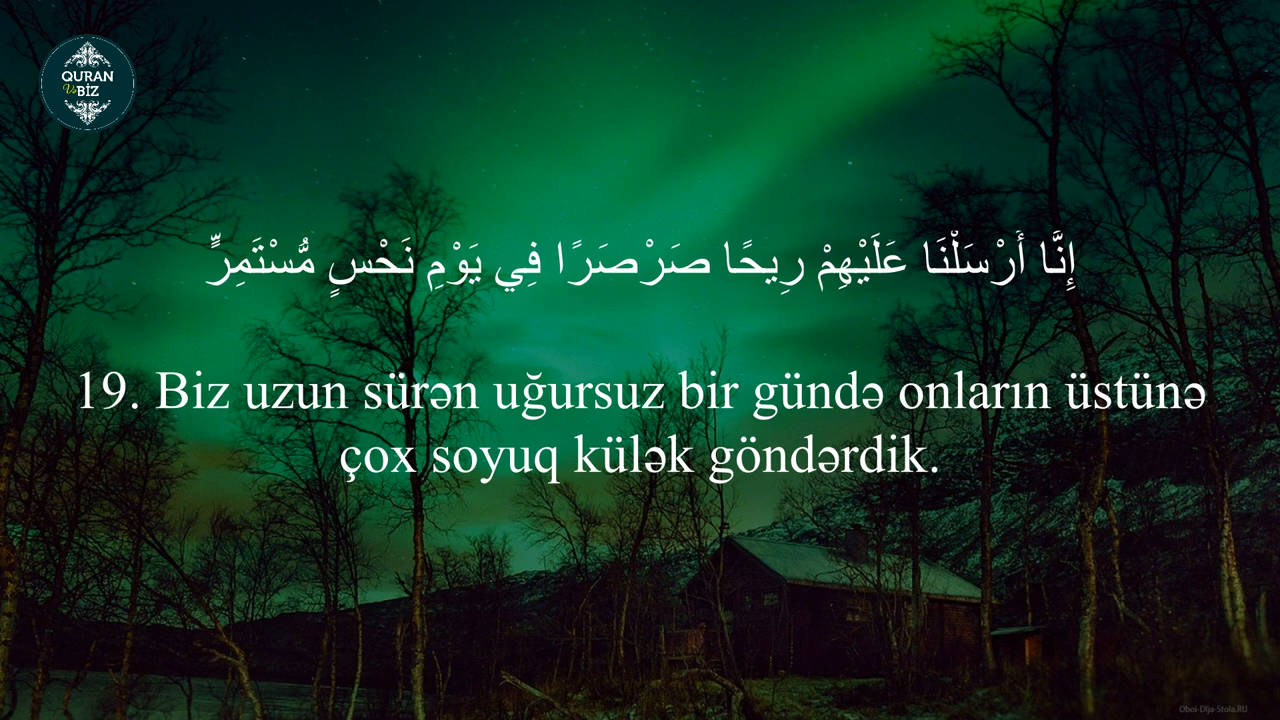 QURAN
Və
BİZ
إِنَّا أَرْسَلْنَا عَلَيْهِمْ رِيحًا صَرْصَرًا فِي يَوْمِ نَحْسٍ مُّسْتَمِرٍّ
19. Biz uzun sürən uğursuz bir gündə onların üstünə
çox soyuq külək göndərdik.
Oboi-Dlja-Stola.RU